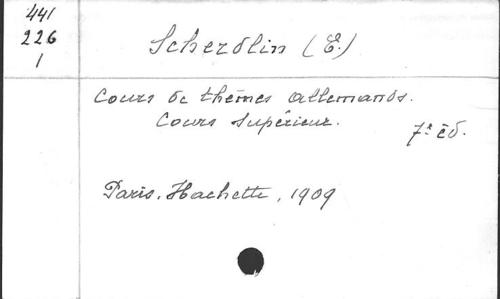 441
226
1
Scherdlin (E.)
Cours de thèmes allemands.
Cours Supérieur.
7e éd.
Paris, Hachette, 1909